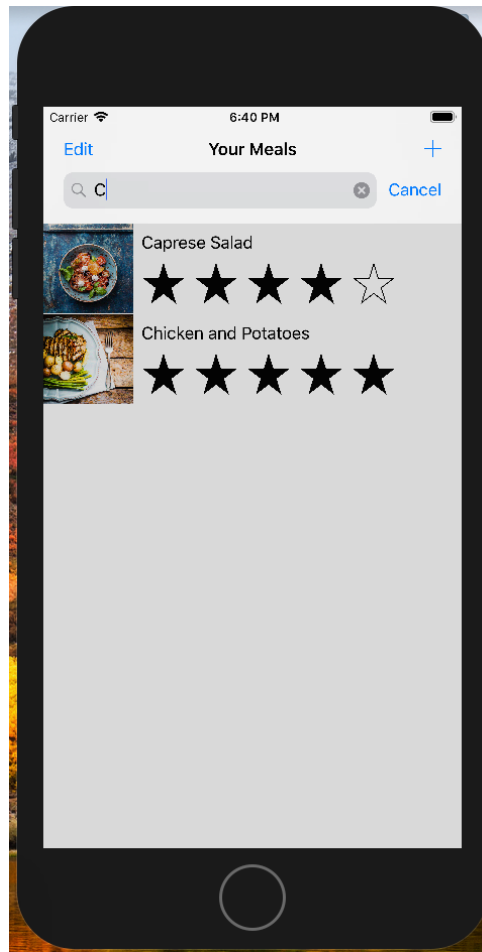 Carrier 6:40 PM
Edit Your Meals +
C Cancel
Caprese Salad
Chicken and Potatoes